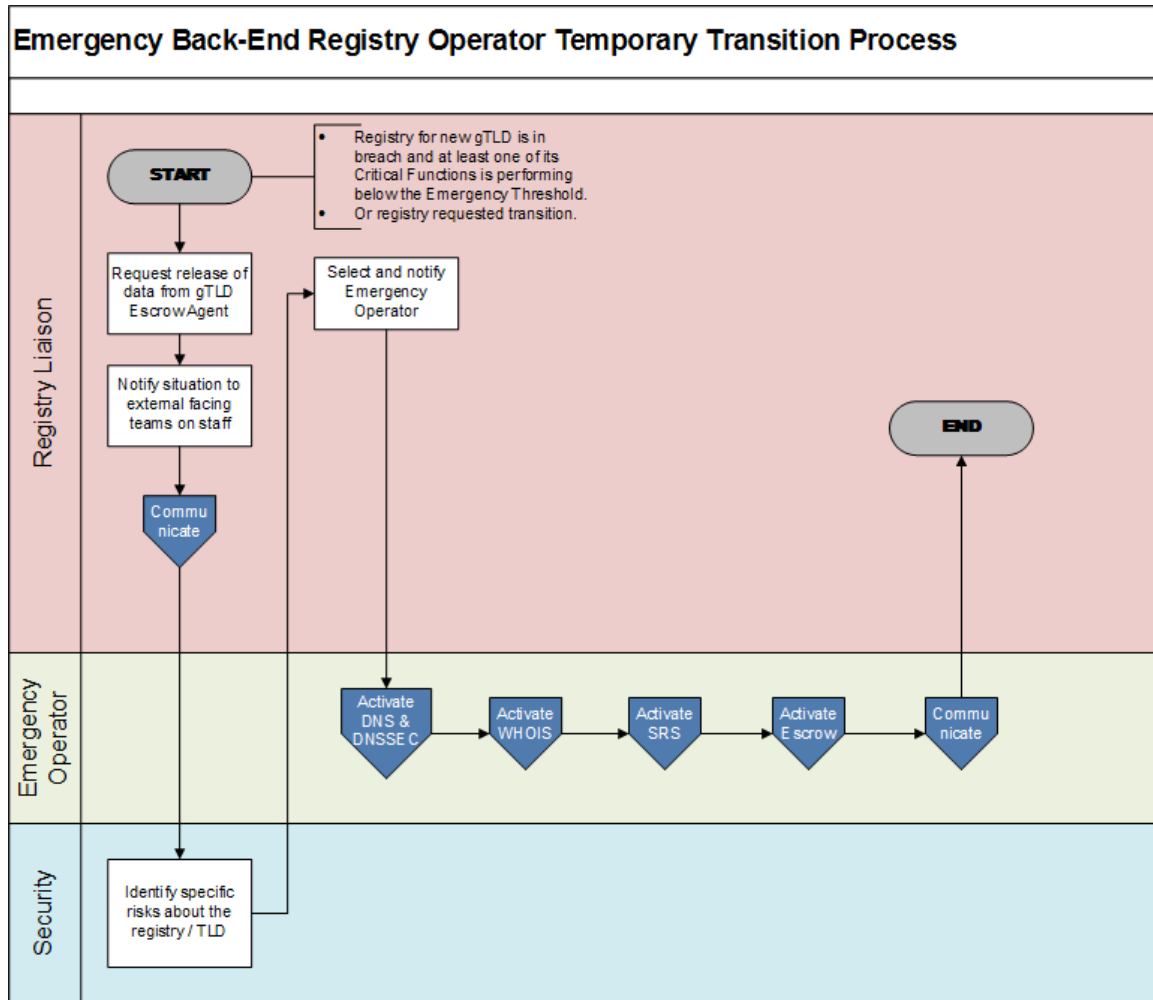 Emergency Back-End Registry Operator Temporary Transition Process
START
• Registry for new gTLD is in
breach and at least one of its
Critical Functions is performing
below the Emergency Threshold.
• Or registry requested transition.
Request release of
data from gTLD
Escrow Agent
Select and notify
Emergency
Operator
Notify situation to
external facing
teams on staff
Commu
nicate
END
Registry Liaison
Activate
DNS &
DNSSEC
Activate
WHOIS
Activate
SRS
Activate
Escrow
Commu
nicate
Emergency
Operator
Identify specific
risks about the
registry / TLD
Security